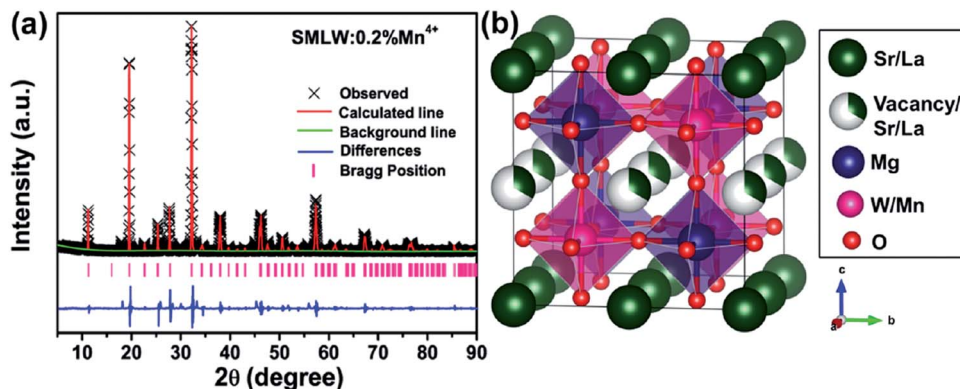 (a)
SMLW:0.2%Mn⁴⁺
Observed
Calculated line
Background line
Differences
Bragg Position
Intensity (a.u.)
10 20 30 40 50 60 70 80 90
2θ (degree)
(b)
Sr/La
Vacancy/
Sr/La
Mg
W/Mn
O
c
a
b